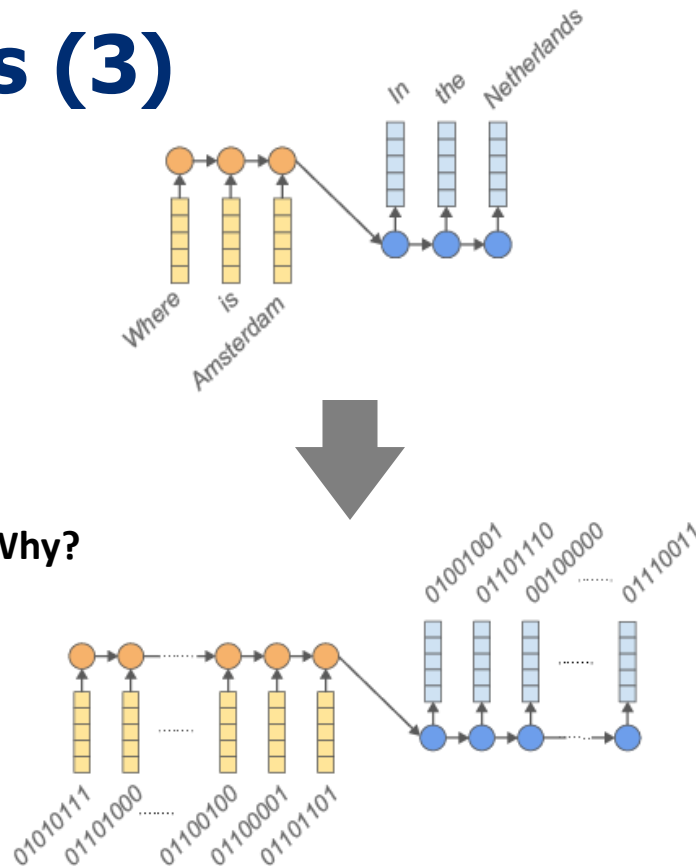 s (3)
In the Netherlands
Where is Amsterdam
Why?
01001001 01101110 00100000 ...... 01110011
......
...... ......
......
......
01010111 01101000 ...... 01100100 01100001 01101101